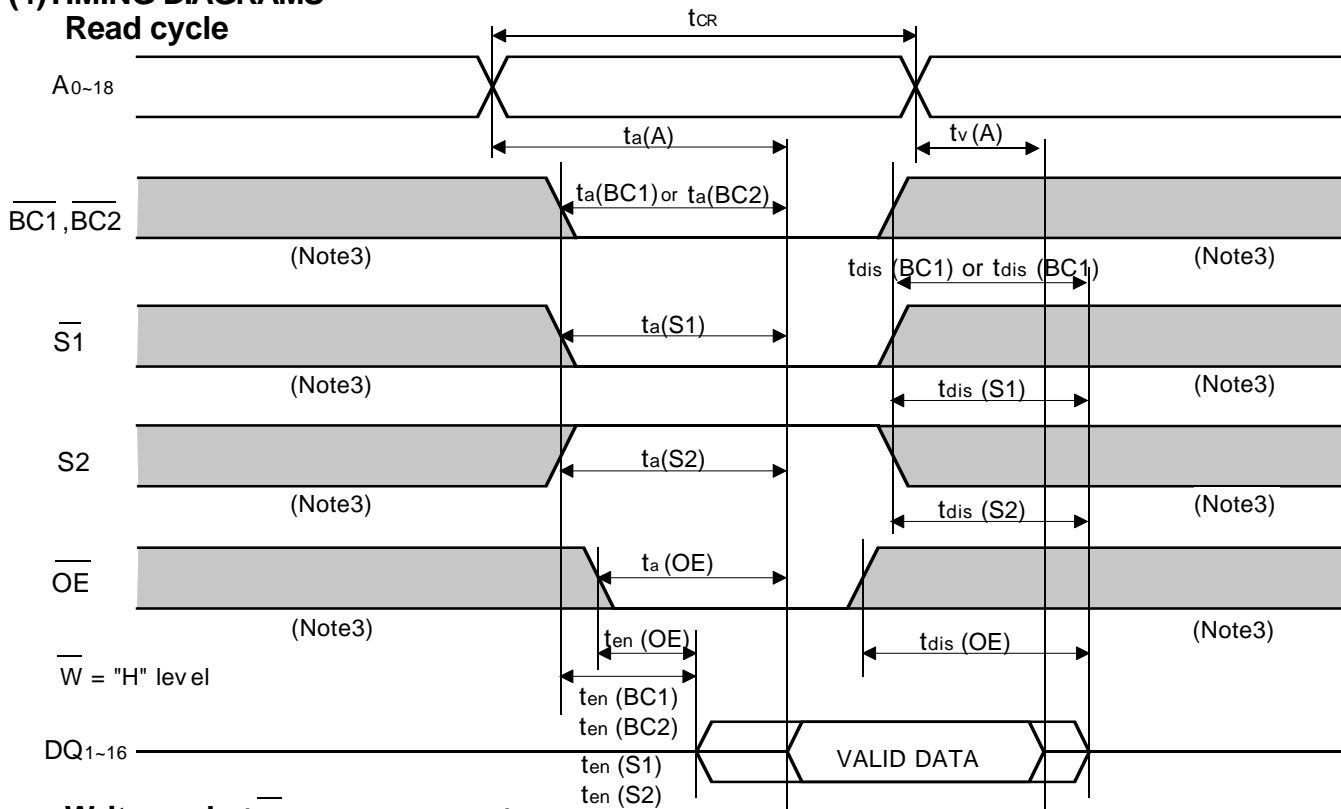 Read cycle
tCR
A0~18
ta(A)
tv (A)
BC1,BC2
ta(BC1) or ta(BC2)
(Note3)
(Note3)
tdis (BC1) or tdis (BC1)
S1
ta(S1)
(Note3)
(Note3)
tdis (S1)
S2
ta(S2)
(Note3)
(Note3)
tdis (S2)
OE
ta (OE)
(Note3)
(Note3)
ten (OE)
tdis (OE)
W = "H" level
ten (BC1)
ten (BC2)
DQ1~16
VALID DATA
ten (S1)
ten (S2)